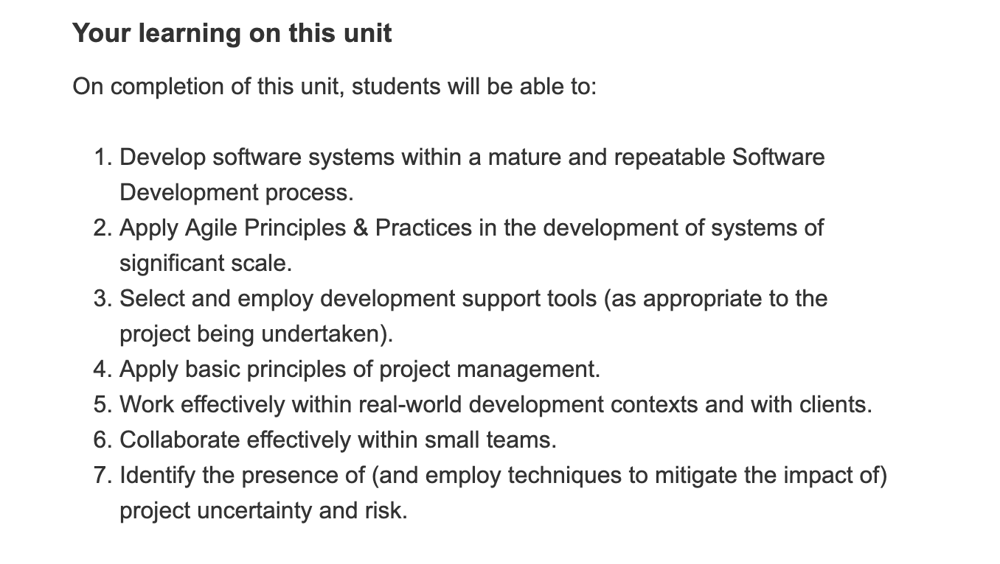 Your learning on this unit
On completion of this unit, students will be able to:
1. Develop software systems within a mature and repeatable Software
Development process.
2. Apply Agile Principles & Practices in the development of systems of
significant scale.
3. Select and employ development support tools (as appropriate to the
project being undertaken).
4. Apply basic principles of project management.
5. Work effectively within real-world development contexts and with clients.
6. Collaborate effectively within small teams.
7. Identify the presence of (and employ techniques to mitigate the impact of)
project uncertainty and risk.